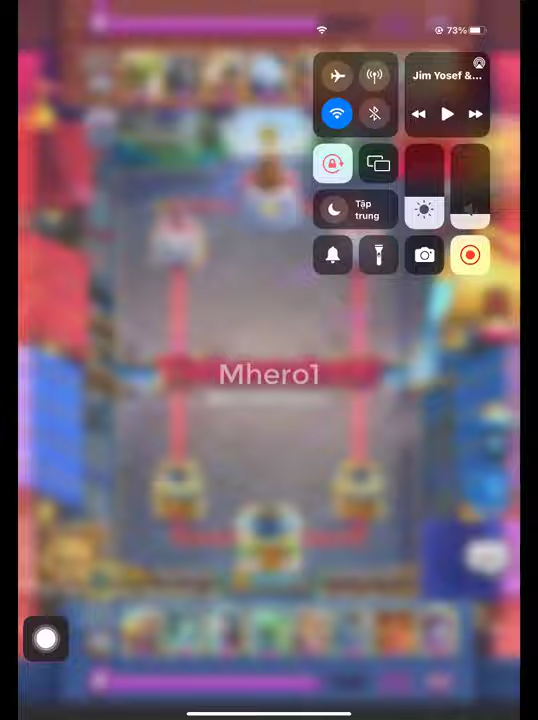 73%
Jim Yosef &...
Tập
trung
Mhero1